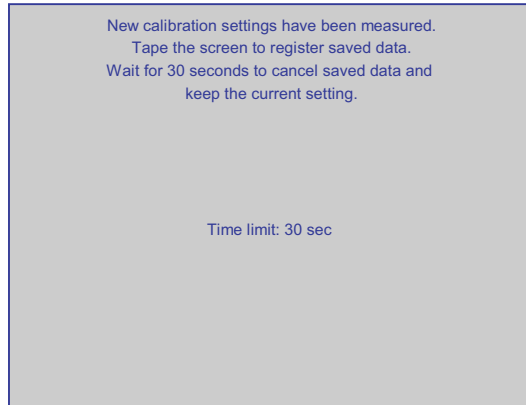 New calibration settings have been measured.
Tape the screen to register saved data.
Wait for 30 seconds to cancel saved data and
keep the current setting.
Time limit: 30 sec